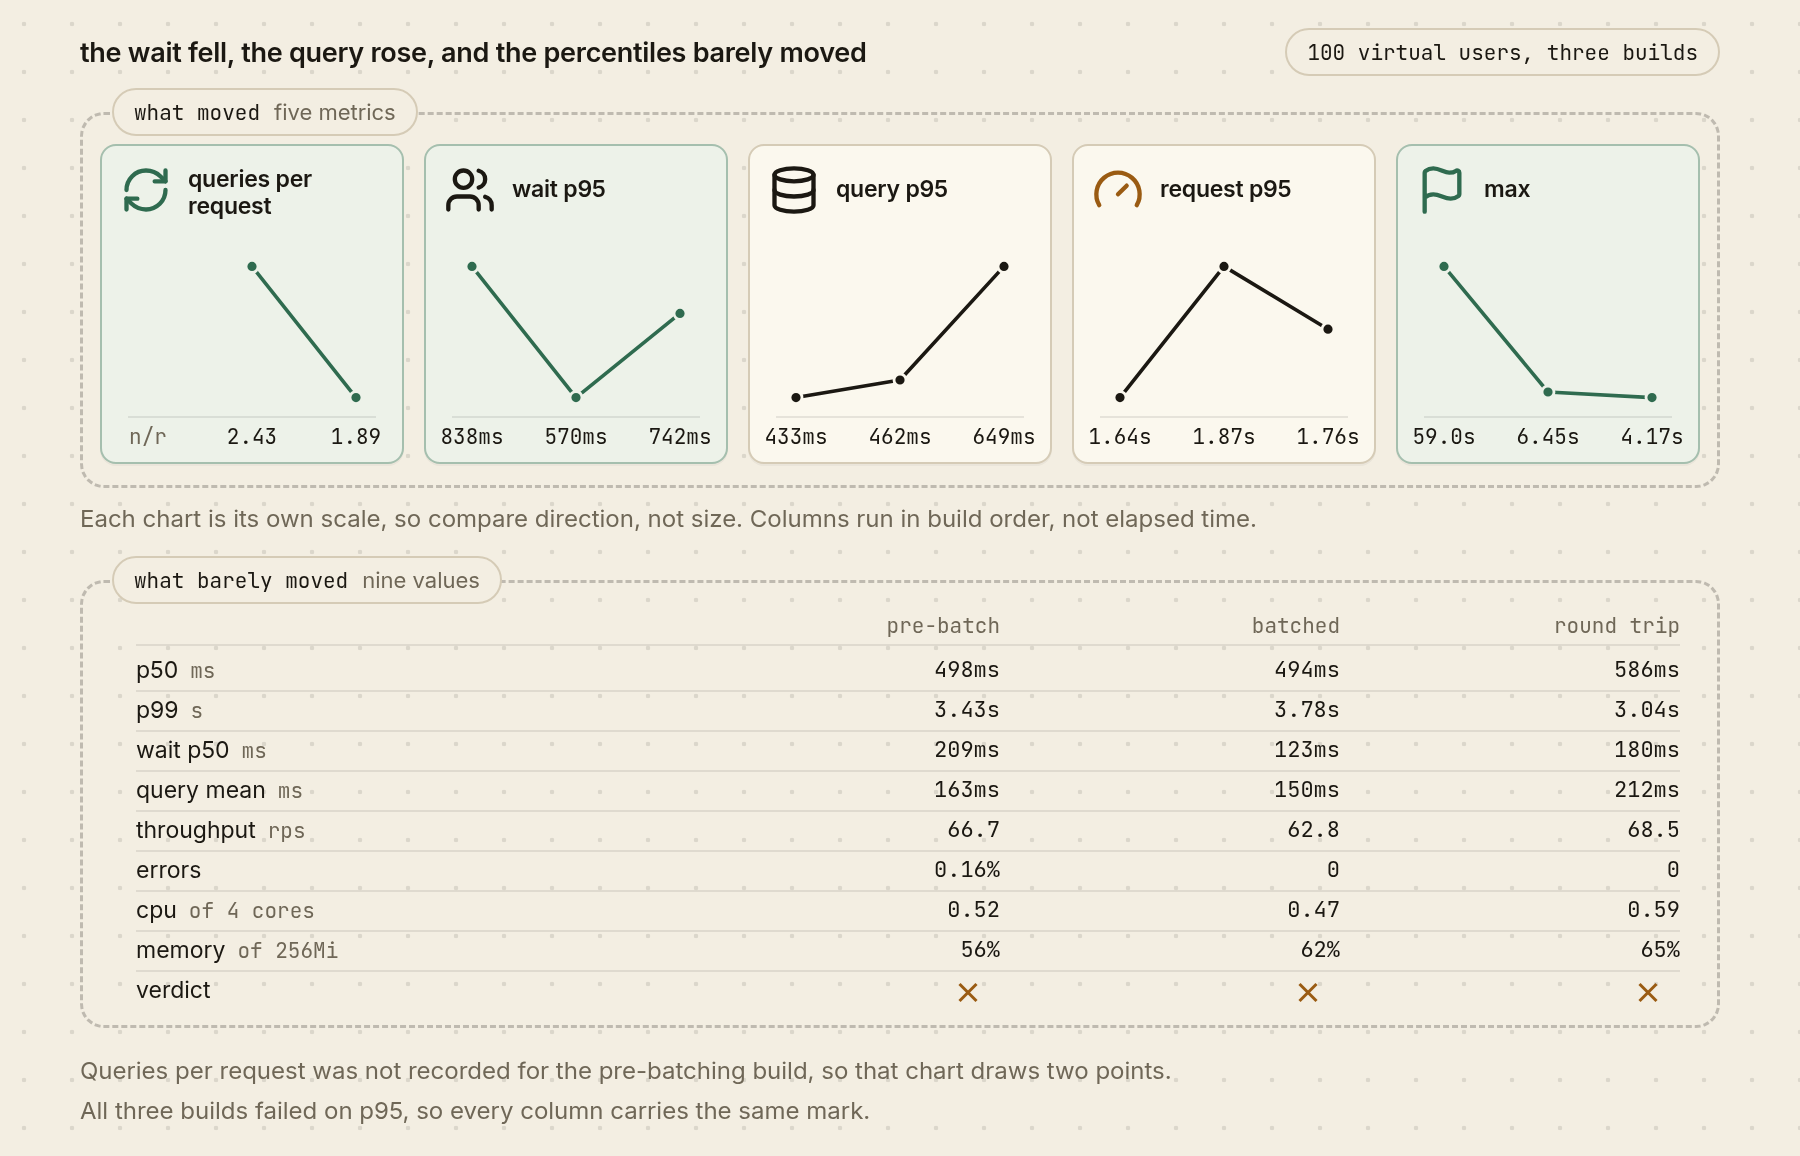 the wait fell, the query rose, and the percentiles barely moved
100 virtual users, three builds
what moved five metrics
queries per
request
n/r 2.43 1.89
wait p95
838ms 570ms 742ms
query p95
433ms 462ms 649ms
request p95
1.64s 1.87s 1.76s
max
59.0s 6.45s 4.17s
Each chart is its own scale, so compare direction, not size. Columns run in build order, not elapsed time.
what barely moved nine values
pre-batch batched round trip
p50 ms 498ms 494ms 586ms
p99 s 3.43s 3.78s 3.04s
wait p50 ms 209ms 123ms 180ms
query mean ms 163ms 150ms 212ms
throughput rps 66.7 62.8 68.5
errors 0.16% 0 0
cpu of 4 cores 0.52 0.47 0.59
memory of 256Mi 56% 62% 65%
verdict
Queries per request was not recorded for the pre-batching build, so that chart draws two points.
All three builds failed on p95, so every column carries the same mark.